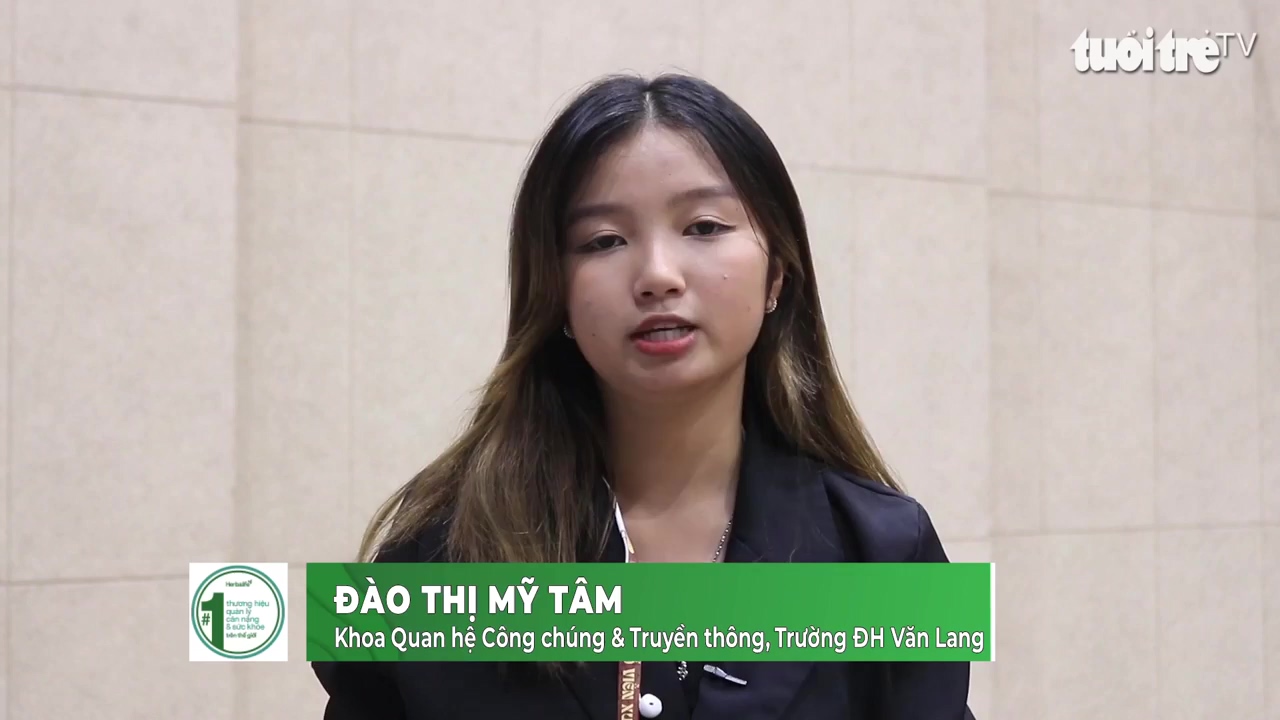 tuổi trẻ TV
Herbalife
#1
thương hiệu
quản lý
cân nặng
& sức khỏe
trên thế giới
ĐÀO THỊ MỸ TÂM
Khoa Quan hệ Công chúng & Truyền thông, Trường ĐH Văn Lang
VIÊN